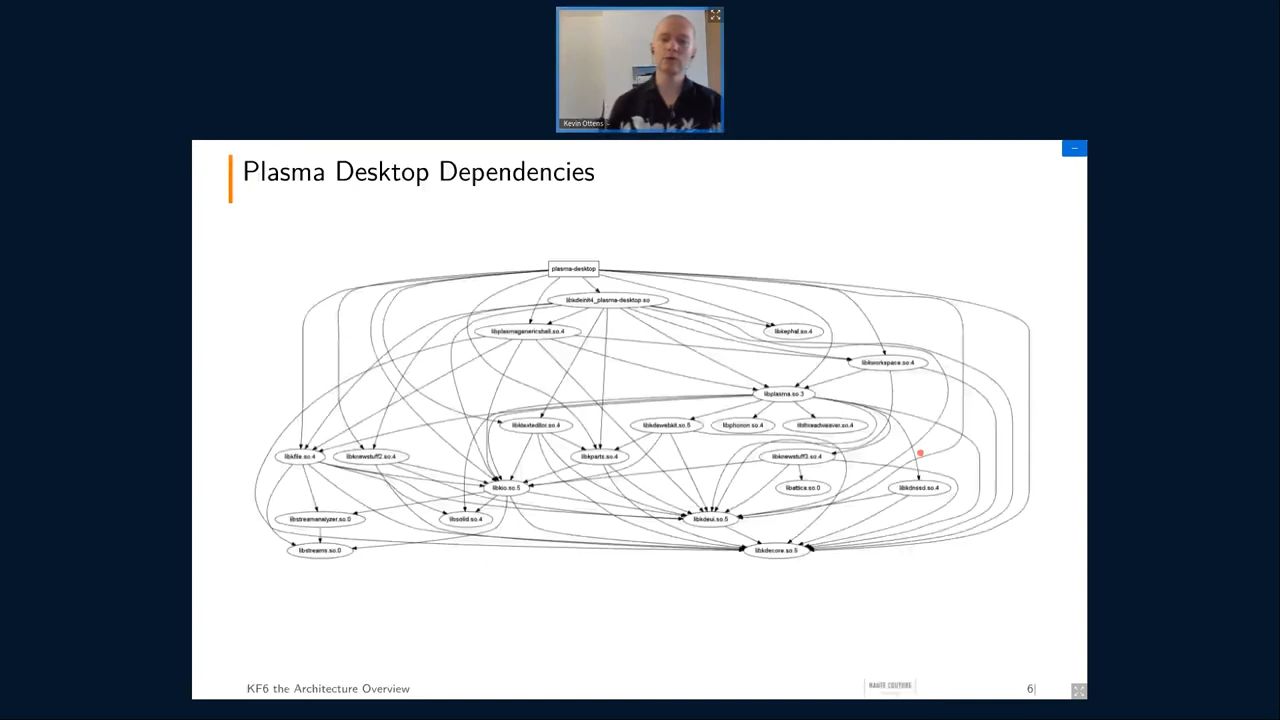 Kevin Ottens
Plasma Desktop Dependencies
plasma-desktop
libkdeinit4_plasma-desktop.so
libplasmagenericshell.so.4
libkephal.so.4
libkworkspace.so.4
libplasma.so.3
libktexteditor.so.4
libkdewebkit.so.5
libphonon.so.4
libthreadweaver.so.4
libkfile.so.4
libknewstuff2.so.4
libkparts.so.4
libknewstuff3.so.4
libkio.so.5
libattica.so.0
libkdnssd.so.4
libstreamanalyzer.so.0
libsolid.so.4
libkdeui.so.5
libstreams.so.0
libkdecore.so.5
KF6 the Architecture Overview
HAUTE COUTURE
6